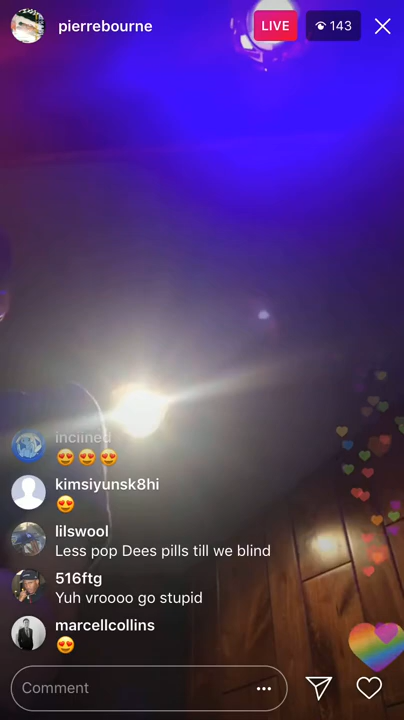 pierrebourne
LIVE
143
inclined
😍😍😍
kimsiyunsk8hi
😍
lilswool
Less pop Dees pills till we blind
516ftg
Yuh vroooo go stupid
marcellcollins
😍
Comment